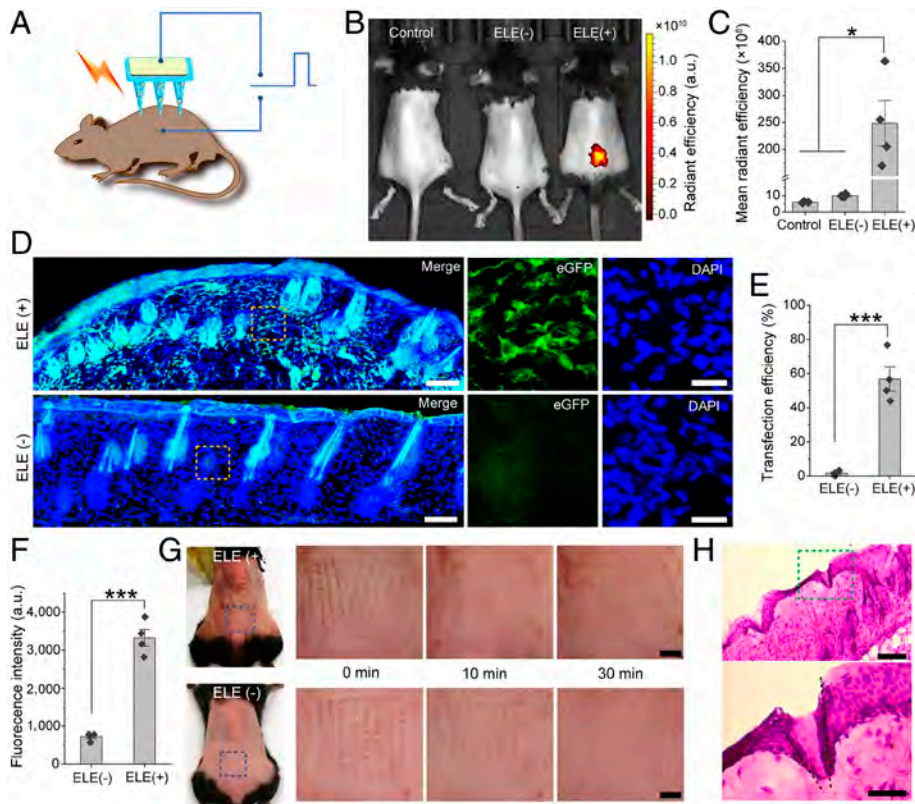 A
B
Control
ELE(-)
ELE(+)
×10¹⁰
1.0
0.8
0.6
0.4
0.2
0.0
Radiant efficiency (a.u.)
C
Mean radiant efficiency (×10⁸)
400
350
300
250
200
150
10
0
*
Control
ELE(-)
ELE(+)
D
ELE (+)
Merge
eGFP
DAPI
ELE (-)
Merge
eGFP
DAPI
E
Transfection efficiency (%)
100
80
60
40
20
0
***
ELE(-)
ELE(+)
F
Fluorecence intensity (a.u.)
4,000
3,000
2,000
1,000
0
***
ELE(-)
ELE(+)
G
ELE (+)
0 min
10 min
30 min
ELE (-)
H